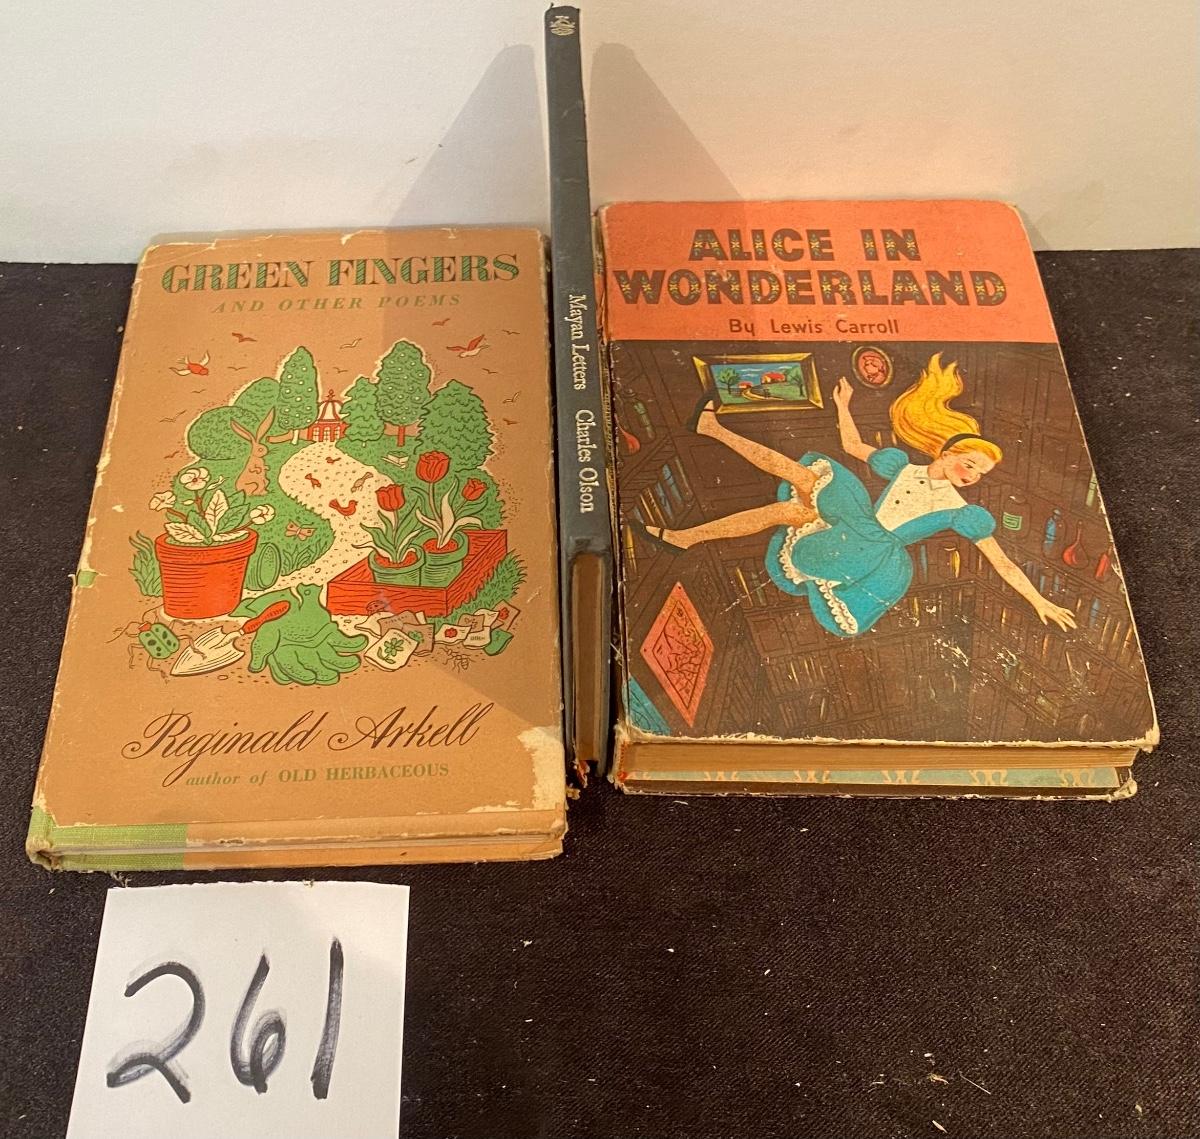 GREEN FINGERS
AND OTHER POEMS
Reginald Arkell
author of OLD HERBACEOUS
Mayan Letters Charles Olson
ALICE IN
WONDERLAND
By Lewis Carroll
261